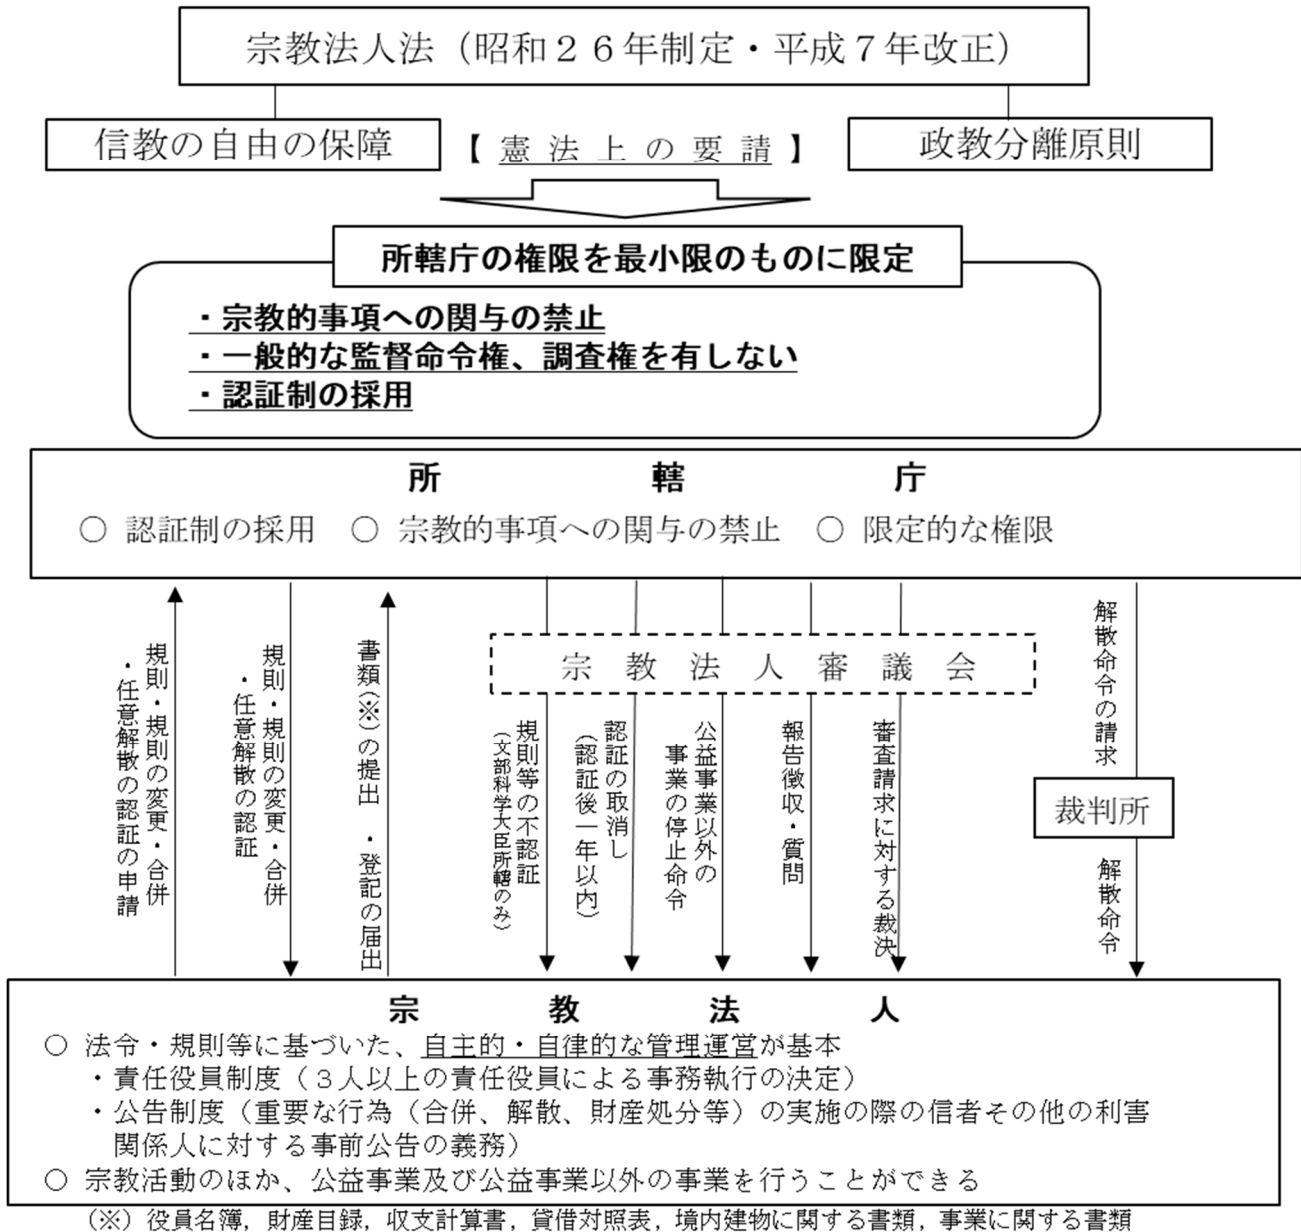 宗教法人法（昭和２６年制定・平成７年改正）
信教の自由の保障
【憲法上の要請】
政教分離原則
所轄庁の権限を最小限のものに限定
・宗教的事項への関与の禁止
・一般的な監督命令権、調査権を有しない
・認証制の採用
所轄庁
○ 認証制の採用 ○ 宗教的事項への関与の禁止 ○ 限定的な権限
規則・規則の変更・合併
・任意解散の認証の申請
規則・規則の変更・合併
・任意解散の認証
書類（※）の提出 ・登記の届出
宗教法人審議会
規則等の不認証
（文部科学大臣所轄のみ）
認証の取消し
（認証後一年以内）
公益事業以外の
事業の停止命令
報告徴収・質問
審査請求に対する裁決
解散命令の請求
裁判所
解散命令
宗教法人
○ 法令・規則等に基づいた、自主的・自律的な管理運営が基本
・責任役員制度（３人以上の責任役員による事務執行の決定）
・公告制度（重要な行為（合併、解散、財産処分等）の実施の際の信者その他の利害
関係人に対する事前公告の義務）
○ 宗教活動のほか、公益事業及び公益事業以外の事業を行うことができる
（※）役員名簿，財産目録，収支計算書，貸借対照表，境内建物に関する書類，事業に関する書類